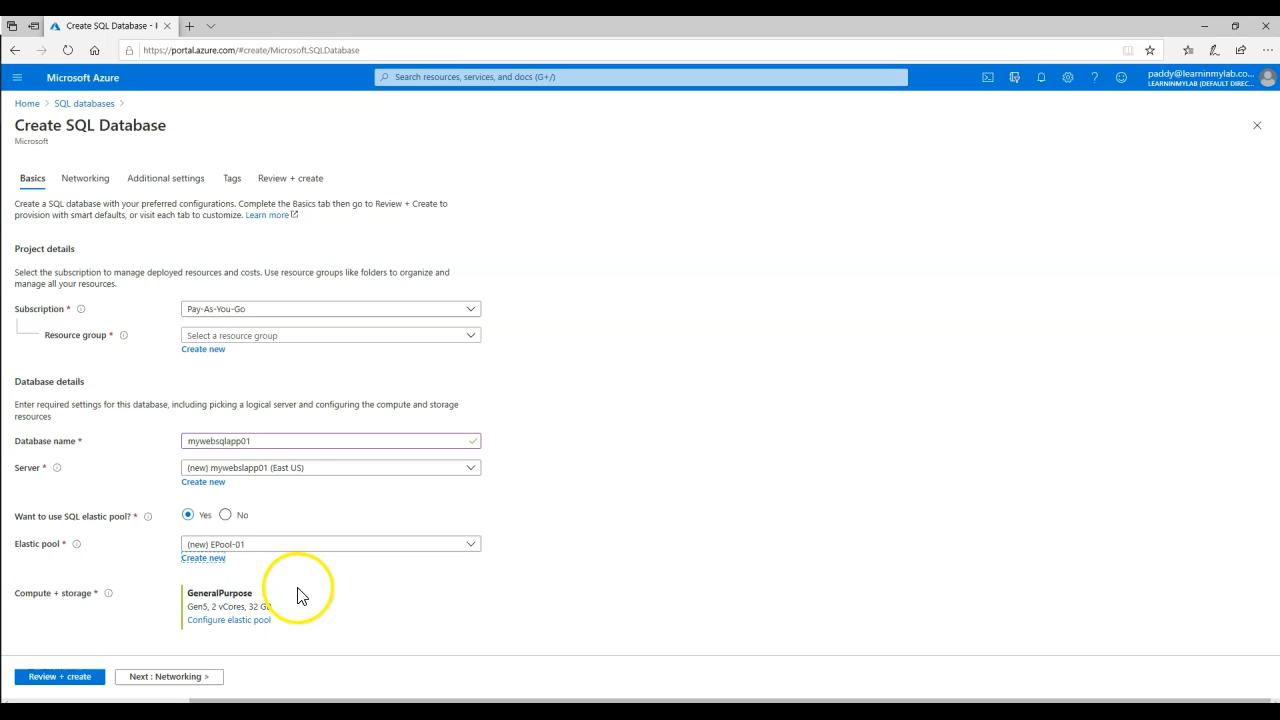 Create SQL Database - I
https://portal.azure.com/#create/Microsoft.SQLDatabase
Microsoft Azure
Search resources, services, and docs (G+/)
paddy@learninmylab.co...
LEARNINMYLAB (DEFAULT DIREC...
Home > SQL databases >
Create SQL Database
Microsoft
Basics Networking Additional settings Tags Review + create
Create a SQL database with your preferred configurations. Complete the Basics tab then go to Review + Create to
provision with smart defaults, or visit each tab to customize. Learn more
Project details
Select the subscription to manage deployed resources and costs. Use resource groups like folders to organize and
manage all your resources.
Subscription * Pay-As-You-Go
Resource group * Select a resource group
Create new
Database details
Enter required settings for this database, including picking a logical server and configuring the compute and storage
resources
Database name * mywebsqlapp01
Server * (new) mywebslapp01 (East US)
Create new
Want to use SQL elastic pool? * Yes No
Elastic pool * (new) EPool-01
Create new
Compute + storage * GeneralPurpose
Gen5, 2 vCores, 32 GB
Configure elastic pool
Review + create Next : Networking >